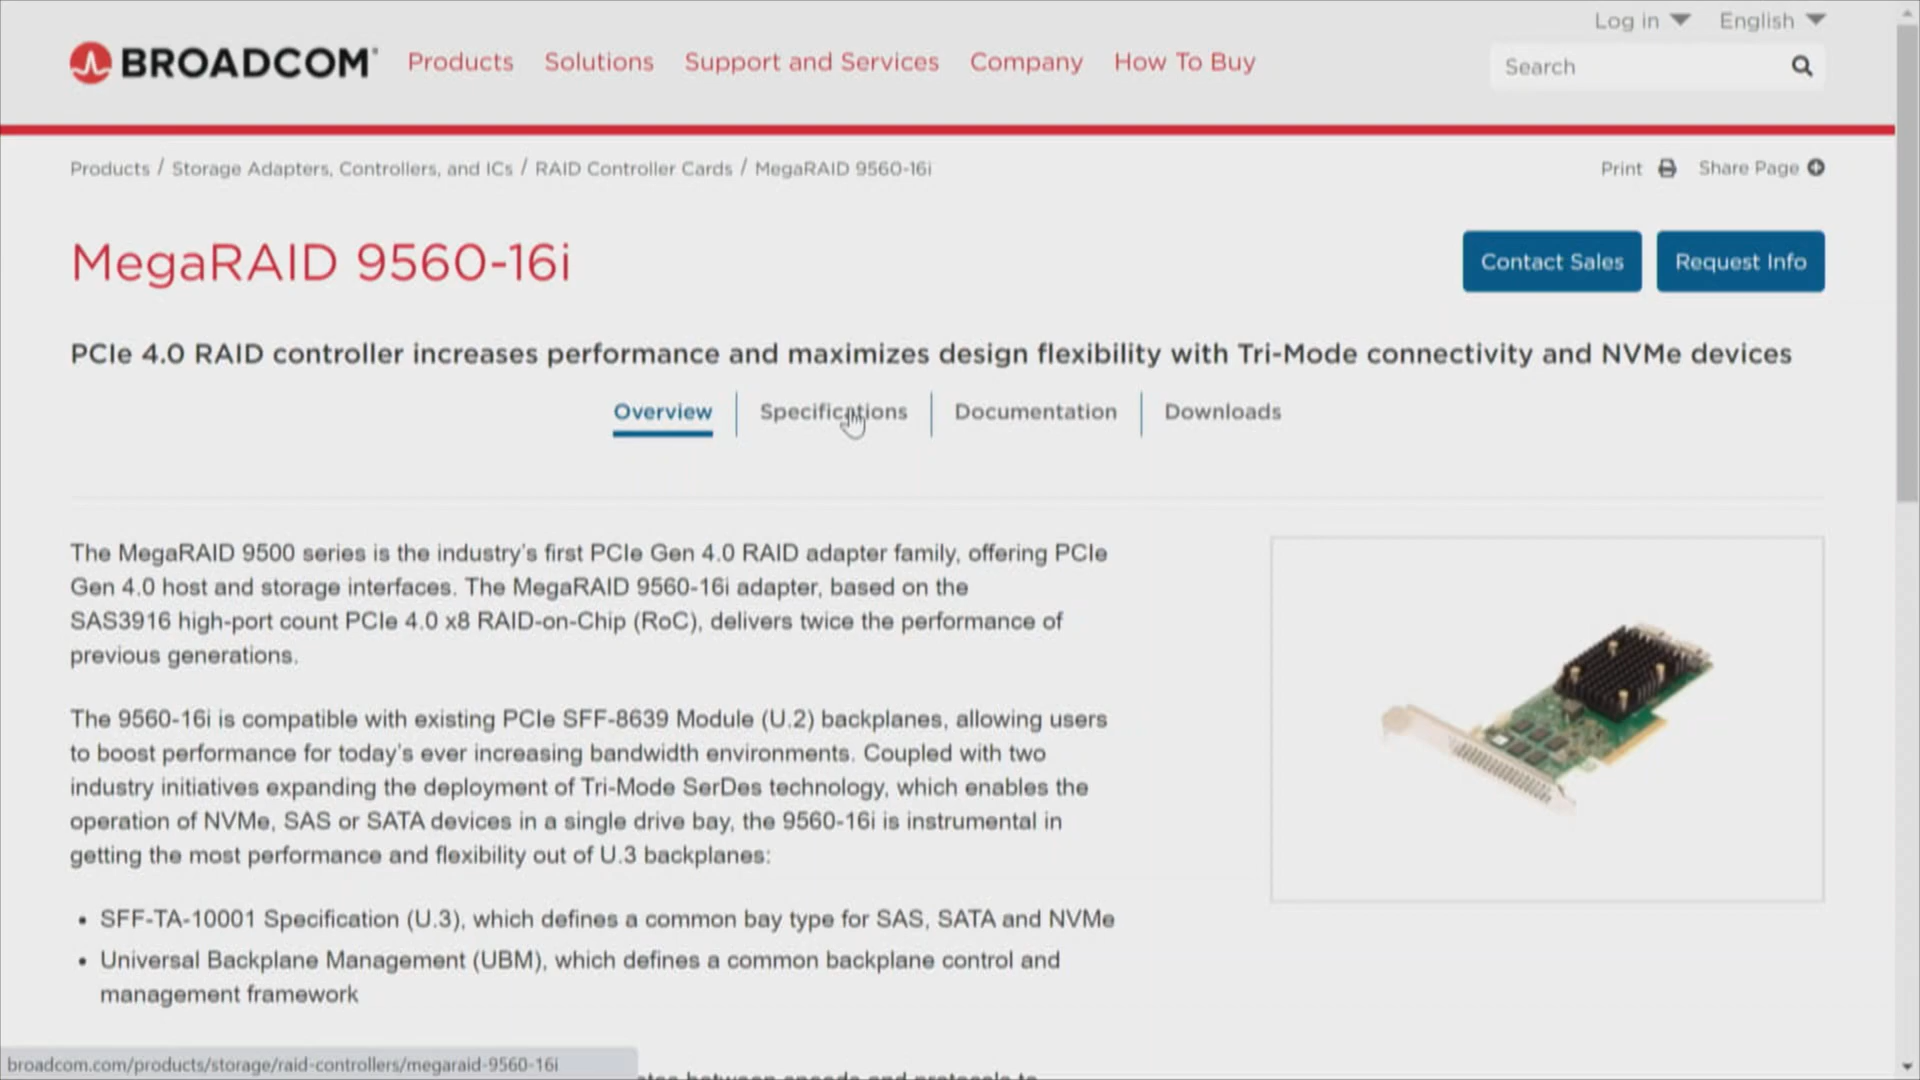 Log in English
BROADCOM Products Solutions Support and Services Company How To Buy
Search
Products / Storage Adapters, Controllers, and ICs / RAID Controller Cards / MegaRAID 9560-16i
Print Share Page
MegaRAID 9560-16i
Contact Sales Request Info
PCIe 4.0 RAID controller increases performance and maximizes design flexibility with Tri-Mode connectivity and NVMe devices
Overview Specifications Documentation Downloads
The MegaRAID 9500 series is the industry's first PCIe Gen 4.0 RAID adapter family, offering PCIe
Gen 4.0 host and storage interfaces. The MegaRAID 9560-16i adapter, based on the
SAS3916 high-port count PCIe 4.0 x8 RAID-on-Chip (RoC), delivers twice the performance of
previous generations.
The 9560-16i is compatible with existing PCIe SFF-8639 Module (U.2) backplanes, allowing users
to boost performance for today's ever increasing bandwidth environments. Coupled with two
industry initiatives expanding the deployment of Tri-Mode SerDes technology, which enables the
operation of NVMe, SAS or SATA devices in a single drive bay, the 9560-16i is instrumental in
getting the most performance and flexibility out of U.3 backplanes:
• SFF-TA-10001 Specification (U.3), which defines a common bay type for SAS, SATA and NVMe
• Universal Backplane Management (UBM), which defines a common backplane control and
management framework
broadcom.com/products/storage/raid-controllers/megaraid-9560-16i
between speeds and protocols to